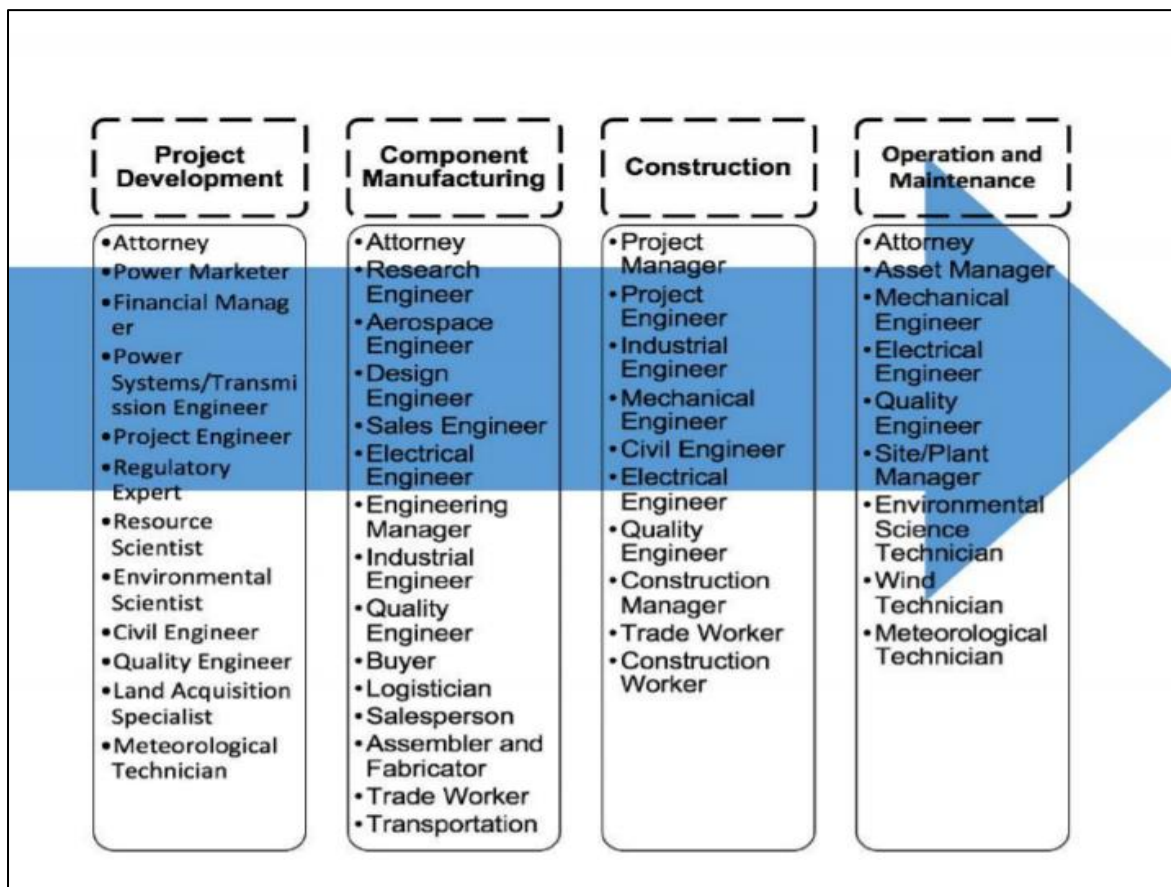 Project
Development
•Attorney
•Power Marketer
•Financial Manag
er
•Power
Systems/Transmi
ssion Engineer
•Project Engineer
•Regulatory
Expert
•Resource
Scientist
•Environmental
Scientist
•Civil Engineer
•Quality Engineer
•Land Acquisition
Specialist
•Meteorological
Technician
Component
Manufacturing
•Attorney
•Research
Engineer
•Aerospace
Engineer
•Design
Engineer
•Sales Engineer
•Electrical
Engineer
•Engineering
Manager
•Industrial
Engineer
•Quality
Engineer
•Buyer
•Logistician
•Salesperson
•Assembler and
Fabricator
•Trade Worker
•Transportation
Construction
•Project
Manager
•Project
Engineer
•Industrial
Engineer
•Mechanical
Engineer
•Civil Engineer
•Electrical
Engineer
•Quality
Engineer
•Construction
Manager
•Trade Worker
•Construction
Worker
Operation and
Maintenance
•Attorney
•Asset Manager
•Mechanical
Engineer
•Electrical
Engineer
•Quality
Engineer
•Site/Plant
Manager
•Environmental
Science
Technician
•Wind
Technician
•Meteorological
Technician